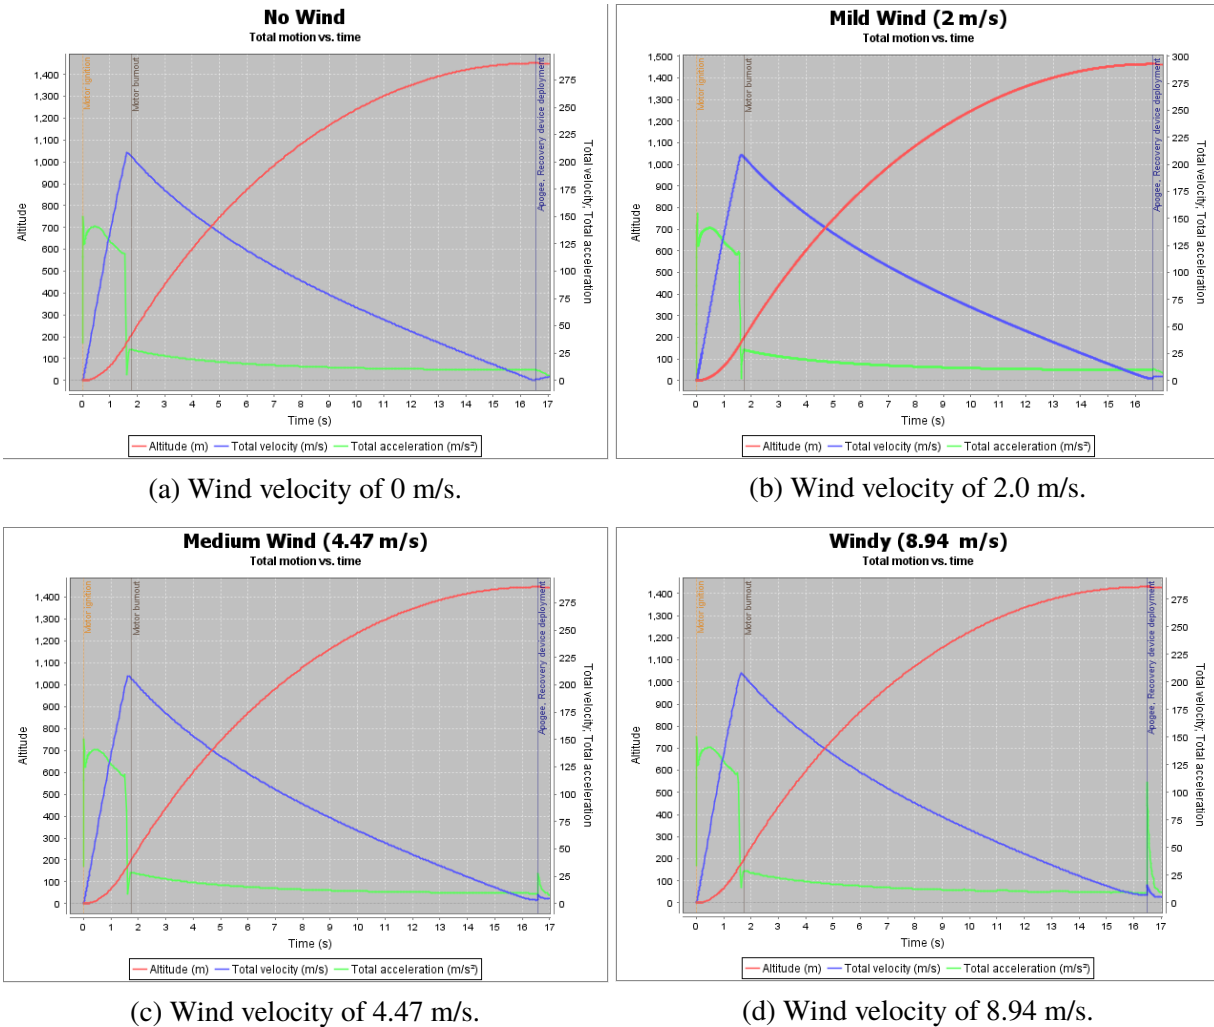 No Wind
Total motion vs. time
Motor ignition
Motor burnout
Apogee, Recovery device deployment
Altitude
1,400
1,300
1,200
1,100
1,000
900
800
700
600
500
400
300
200
100
0
275
250
225
200
175
150
125
100
75
50
25
0
Total velocity; Total acceleration
0 1 2 3 4 5 6 7 8 9 10 11 12 13 14 15 16 17
Time (s)
Altitude (m) Total velocity (m/s) Total acceleration (m/s²)
(a) Wind velocity of 0 m/s.
Mild Wind (2 m/s)
Total motion vs. time
Motor ignition
Motor burnout
Apogee, Recovery device deployment
Altitude
1,500
1,400
1,300
1,200
1,100
1,000
900
800
700
600
500
400
300
200
100
0
300
275
250
225
200
175
150
125
100
75
50
25
0
Total velocity; Total acceleration
0 1 2 3 4 5 6 7 8 9 10 11 12 13 14 15 16
Time (s)
Altitude (m) Total velocity (m/s) Total acceleration (m/s²)
(b) Wind velocity of 2.0 m/s.
Medium Wind (4.47 m/s)
Total motion vs. time
Motor ignition
Motor burnout
Apogee, Recovery device deployment
Altitude
1,400
1,300
1,200
1,100
1,000
900
800
700
600
500
400
300
200
100
0
275
250
225
200
175
150
125
100
75
50
25
0
Total velocity; Total acceleration
0 1 2 3 4 5 6 7 8 9 10 11 12 13 14 15 16 17
Time (s)
Altitude (m) Total velocity (m/s) Total acceleration (m/s²)
(c) Wind velocity of 4.47 m/s.
Windy (8.94 m/s)
Total motion vs. time
Motor ignition
Motor burnout
Apogee, Recovery device deployment
Altitude
1,400
1,300
1,200
1,100
1,000
900
800
700
600
500
400
300
200
100
0
275
250
225
200
175
150
125
100
75
50
25
0
Total velocity; Total acceleration
0 1 2 3 4 5 6 7 8 9 10 11 12 13 14 15 16 17
Time (s)
Altitude (m) Total velocity (m/s) Total acceleration (m/s²)
(d) Wind velocity of 8.94 m/s.